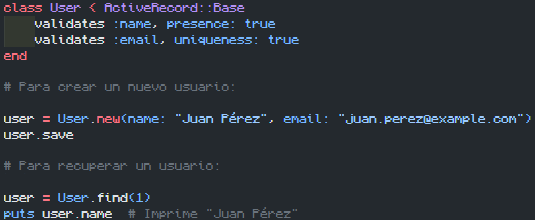 class User < ActiveRecord::Base
    validates :name, presence: true
    validates :email, uniqueness: true
end
# Para crear un nuevo usuario:
user = User.new(name: "Juan Pérez", email: "juan.perez@example.com")
user.save
# Para recuperar un usuario:
user = User.find(1)
puts user.name  # Imprime "Juan Pérez"